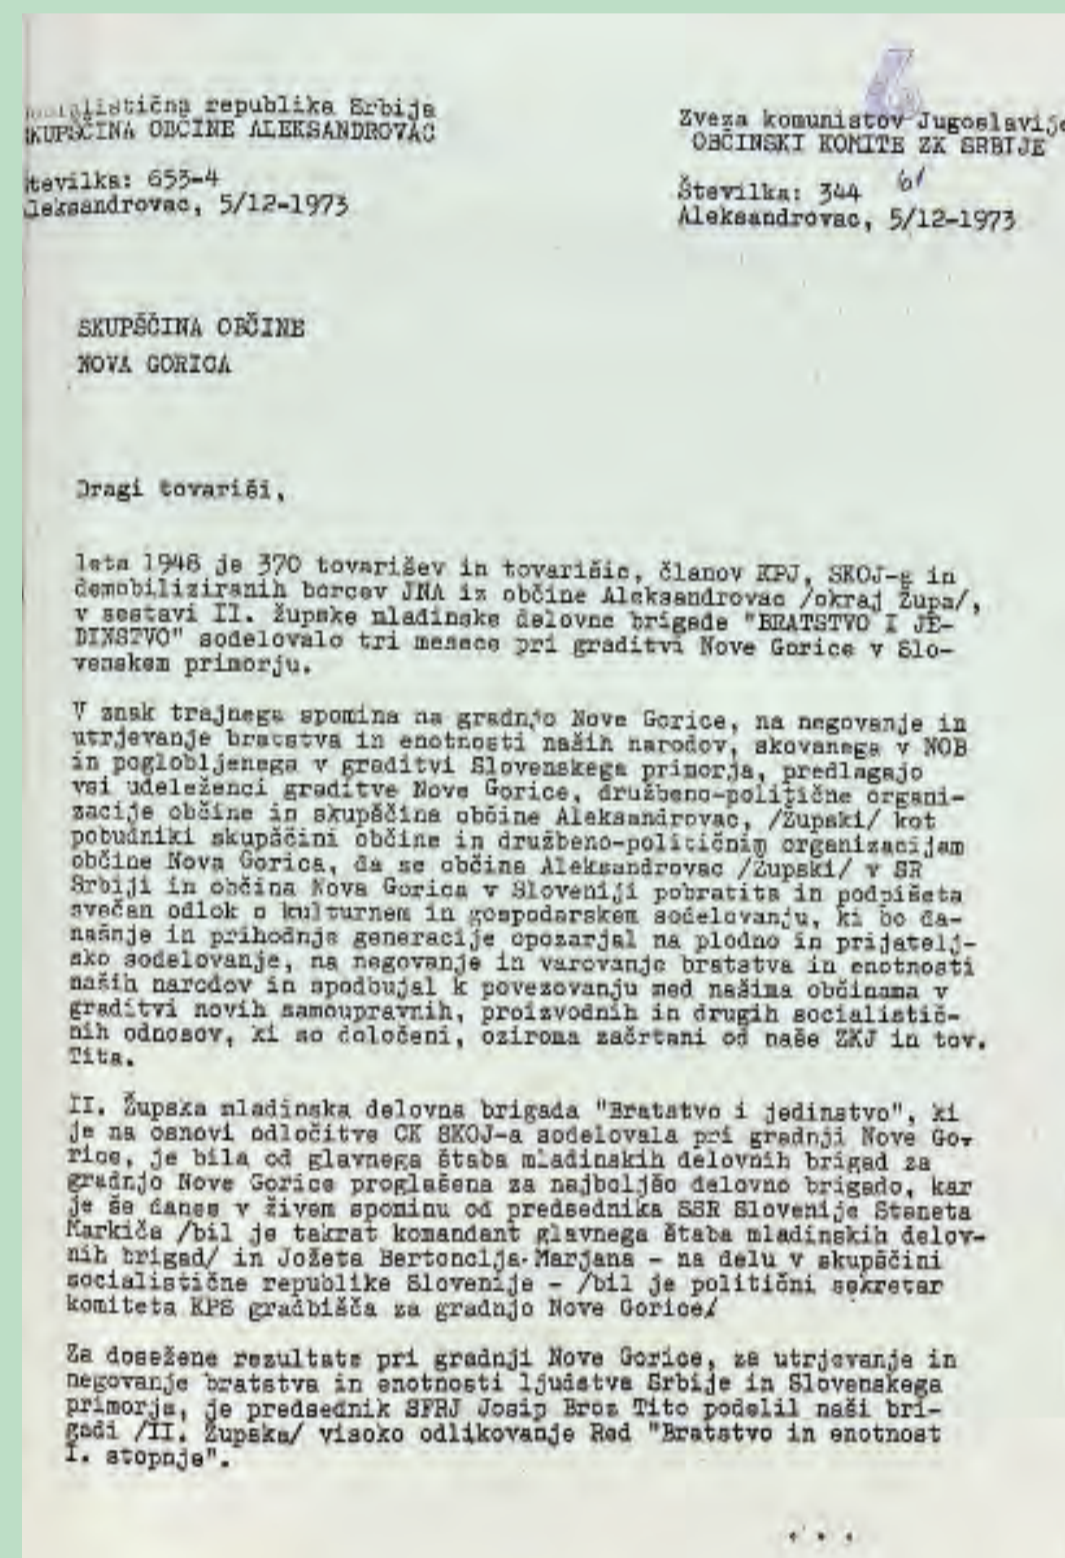 republika Srbija
SKUPŠČINA OBČINE ALEKSANDROVAC
številka: 653-4
Aleksandrovac, 5/12-1973
6
Zveza komunistov Jugoslavije
OBČINSKI KOMITE ZK SRBIJE
Številka: 344 61
Aleksandrovac, 5/12-1973
SKUPŠČINA OBČINE
NOVA GORICA
Dragi tovariši,
leta 1948 je 370 tovarišev in tovarišic, članov KPJ, SKOJ-g in
demobiliziranih borcev JNA iz občine Aleksandrovac /okraj Župa/,
v sestavi II. župske mladinske delovne brigade "BRATSTVO I JE-
DINSTVO" sodelovalo tri mesece pri graditvi Nove Gorice v Slo-
venskem primorju.
V znak trajnega spomina na gradnjo Nove Gorice, na negovanje in
utrjevanje bratstva in enotnosti naših narodov, skovanega v NOB
in poglobljenega v graditvi Slovenskega primorja, predlagajo
vsi udeleženci graditve Nove Gorice, družbeno-politične organi-
zacije občine in skupščina občine Aleksandrovac, /Župski/ kot
pobudniki skupščini občine in družbeno-političnim organizacijam
občine Nova Gorica, da se občina Aleksandrovac /Župski/ v SR
Srbiji in občina Nova Gorica v Sloveniji pobratita in podpišeta
svečan odlok o kulturnem in gospodarskem sodelovanju, ki bo da-
našnje in prihodnje generacije opozarjal na plodno in prijatelj-
sko sodelovanje, na negovanje in varovanje bratstva in enotnosti
naših narodov in spodbujal k povezovanju med našima občinama v
graditvi novih samoupravnih, proizvodnih in drugih socialistič-
nih odnosov, ki so določeni, oziroma začrtani od naše ZKJ in tov.
Tita.
II. Župska mladinska delovna brigada "Bratstvo i jedinstvo", ki
je na osnovi odločitve CK SKOJ-a sodelovala pri gradnji Nove Go-
rice, je bila od glavnega štaba mladinskih delovnih brigad za
gradnjo Nove Gorice proglašena za najboljšo delovno brigado, kar
je še danes v živem spominu od predsednika SSR Slovenije Staneta
Markiča /bil je takrat komandant glavnega štaba mladinskih delov-
nih brigad/ in Jožeta Bertonclja-Marjana - na delu v skupščini
socialistične republike Slovenije - /bil je politični sekretar
komiteta KPS gradbišča za gradnjo Nove Gorice/
Za dosežene rezultate pri gradnji Nove Gorice, za utrjevanje in
negovanje bratstva in enotnosti ljudstva Srbije in Slovenskega
primorja, je predsednik SFRJ Josip Broz Tito podelil naši bri-
gadi /II. Župska/ visoko odlikovanje Red "Bratstvo in enotnost
I. stopnje".
. . .